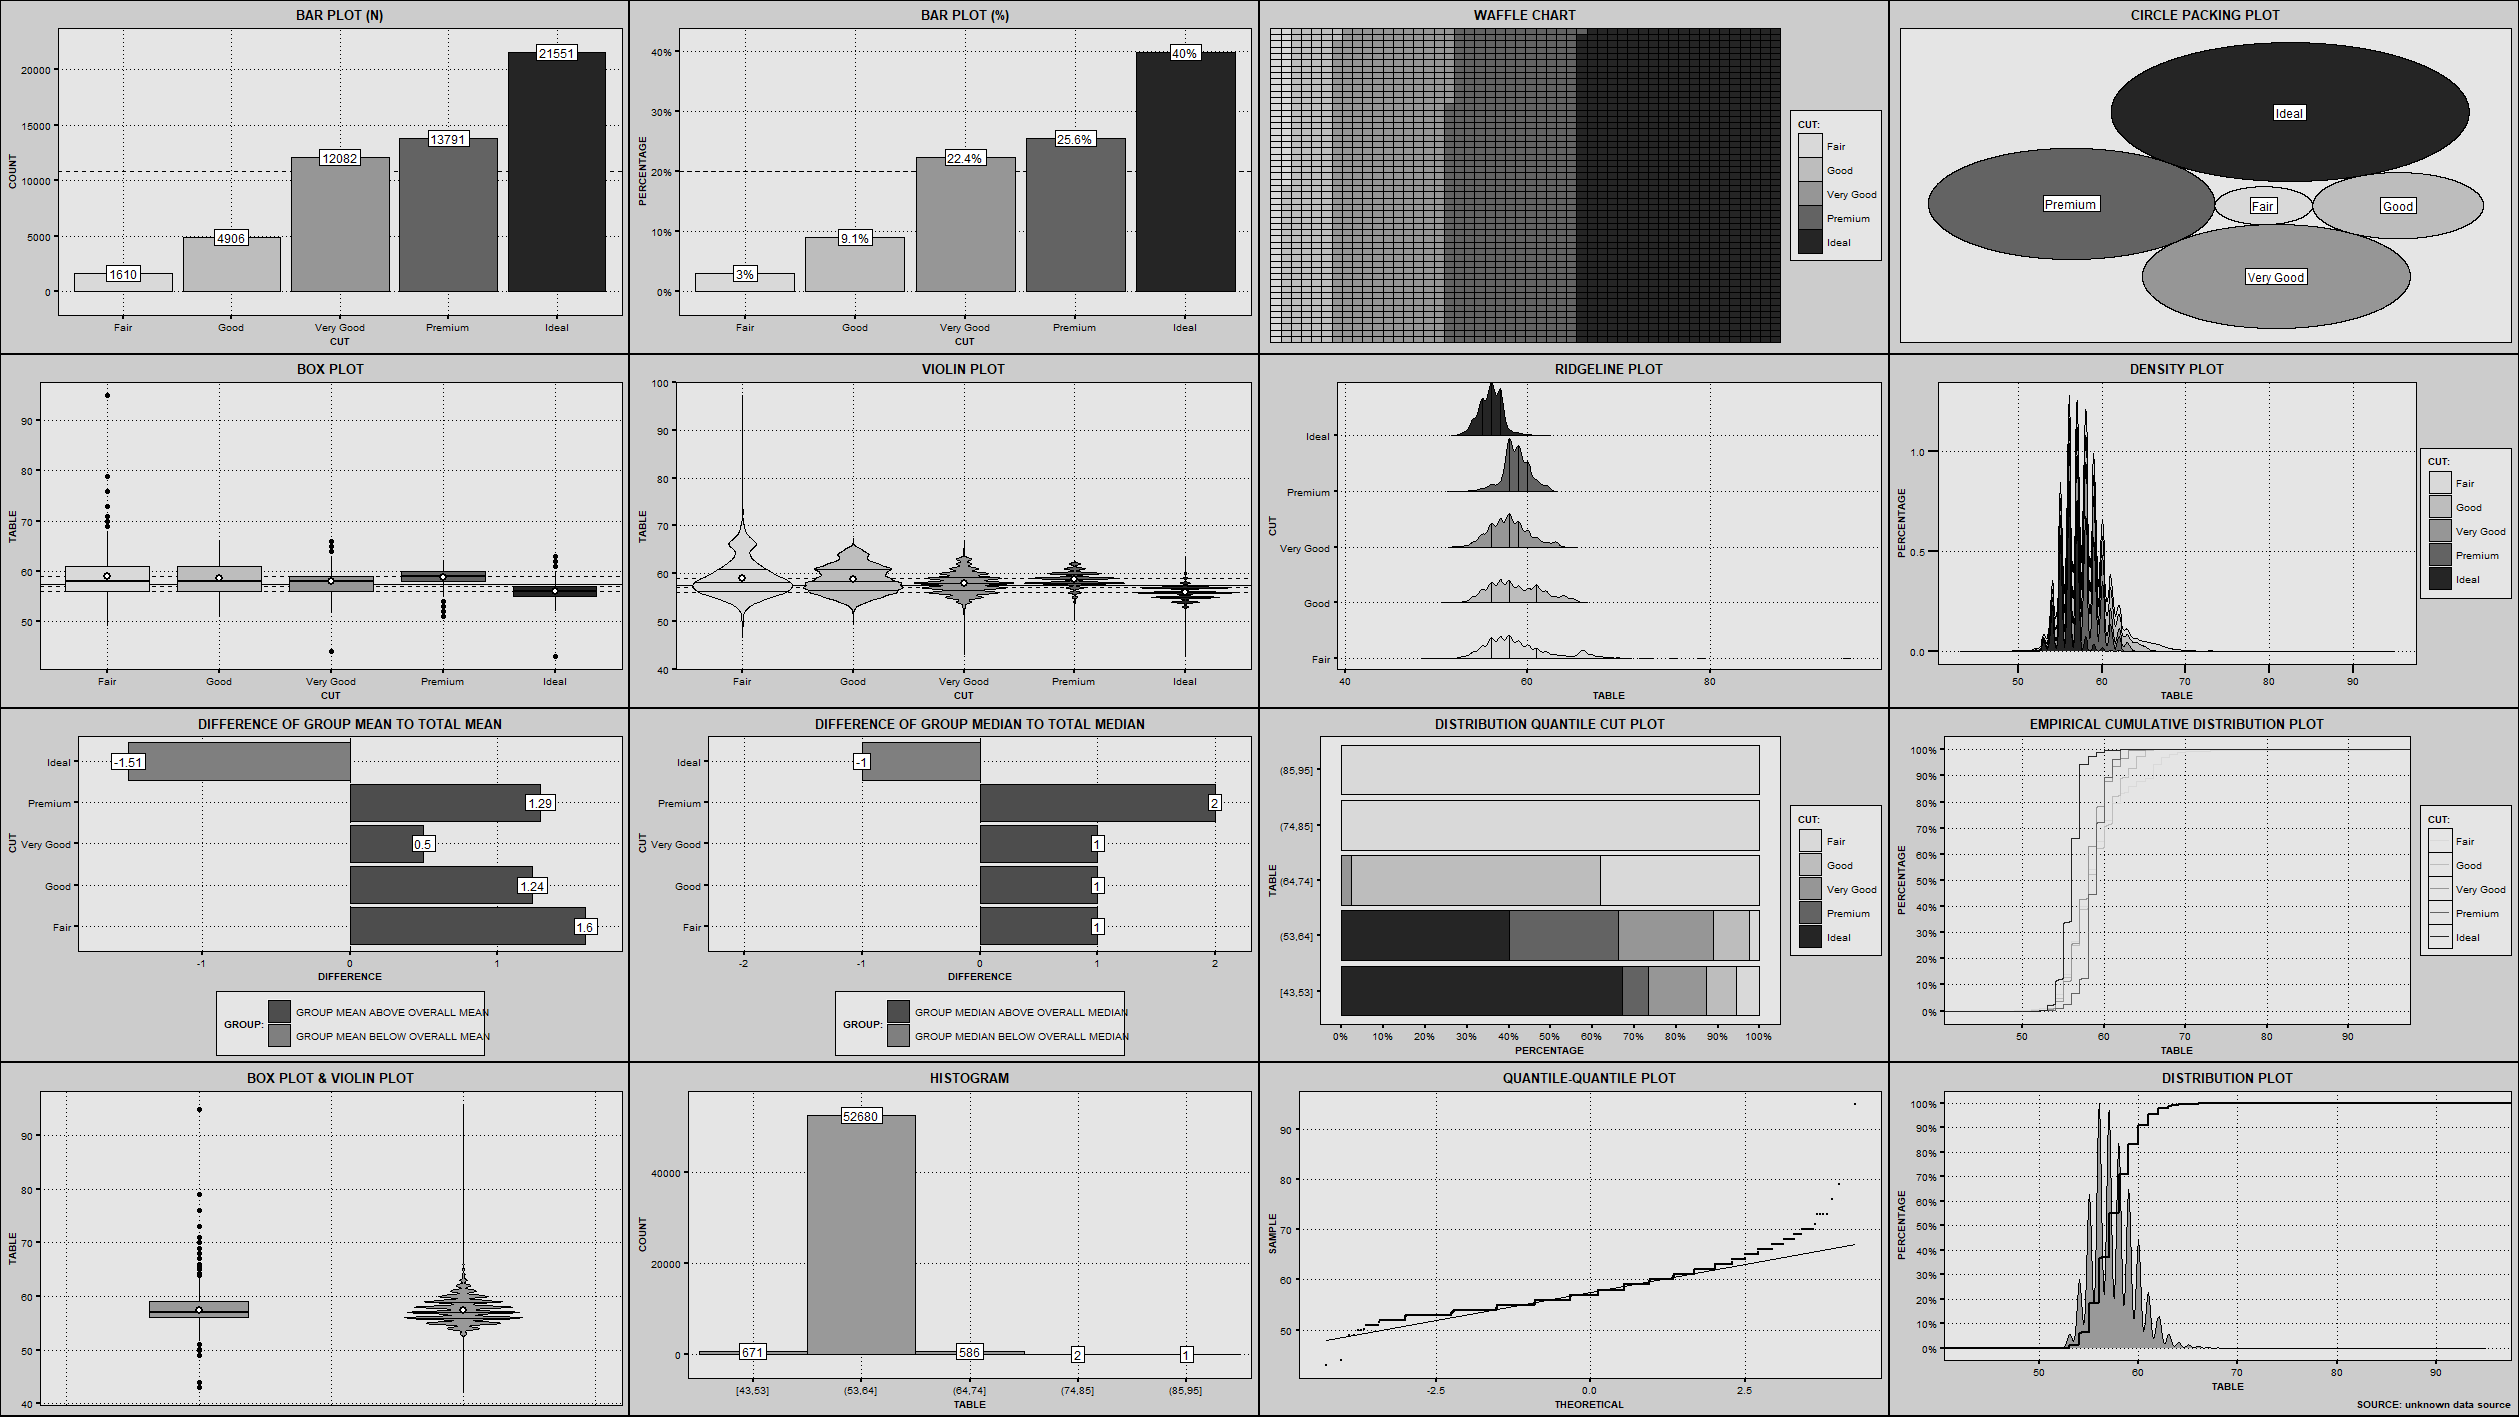 BAR PLOT (N)
COUNT
20000
15000
10000
5000
0
1610
4906
12082
13791
21551
Fair Good Very Good Premium Ideal
CUT
BAR PLOT (%)
PERCENTAGE
40%
30%
20%
10%
0%
3%
9.1%
22.4%
25.6%
40%
Fair Good Very Good Premium Ideal
CUT
WAFFLE CHART
CUT:
Fair
Good
Very Good
Premium
Ideal
CIRCLE PACKING PLOT
Ideal
Premium
Fair
Good
Very Good
BOX PLOT
TABLE
90
80
70
60
50
Fair Good Very Good Premium Ideal
CUT
VIOLIN PLOT
TABLE
100
90
80
70
60
50
40
Fair Good Very Good Premium Ideal
CUT
RIDGELINE PLOT
CUT
Ideal
Premium
Very Good
Good
Fair
40 60 80
TABLE
DENSITY PLOT
PERCENTAGE
1.0
0.5
0.0
50 60 70 80 90
TABLE
CUT:
Fair
Good
Very Good
Premium
Ideal
DIFFERENCE OF GROUP MEAN TO TOTAL MEAN
CUT
Ideal
Premium
Very Good
Good
Fair
-1.51
1.29
0.5
1.24
1.6
-1 0 1
DIFFERENCE
GROUP:
GROUP MEAN ABOVE OVERALL MEAN
GROUP MEAN BELOW OVERALL MEAN
DIFFERENCE OF GROUP MEDIAN TO TOTAL MEDIAN
CUT
Ideal
Premium
Very Good
Good
Fair
-1
2
1
1
1
-2 -1 0 1 2
DIFFERENCE
GROUP:
GROUP MEDIAN ABOVE OVERALL MEDIAN
GROUP MEDIAN BELOW OVERALL MEDIAN
DISTRIBUTION QUANTILE CUT PLOT
TABLE
(85,95]
(74,85]
(64,74]
(53,64]
[43,53]
0% 10% 20% 30% 40% 50% 60% 70% 80% 90% 100%
PERCENTAGE
CUT:
Fair
Good
Very Good
Premium
Ideal
EMPIRICAL CUMULATIVE DISTRIBUTION PLOT
PERCENTAGE
100%
90%
80%
70%
60%
50%
40%
30%
20%
10%
0%
50 60 70 80 90
TABLE
CUT:
Fair
Good
Very Good
Premium
Ideal
BOX PLOT & VIOLIN PLOT
TABLE
90
80
70
60
50
40
HISTOGRAM
COUNT
40000
20000
0
671
52680
586
2
1
[43,53] (53,64] (64,74] (74,85] (85,95]
TABLE
QUANTILE-QUANTILE PLOT
SAMPLE
90
80
70
60
50
-2.5 0.0 2.5
THEORETICAL
DISTRIBUTION PLOT
PERCENTAGE
100%
90%
80%
70%
60%
50%
40%
30%
20%
10%
0%
50 60 70 80 90
TABLE
SOURCE: unknown data source